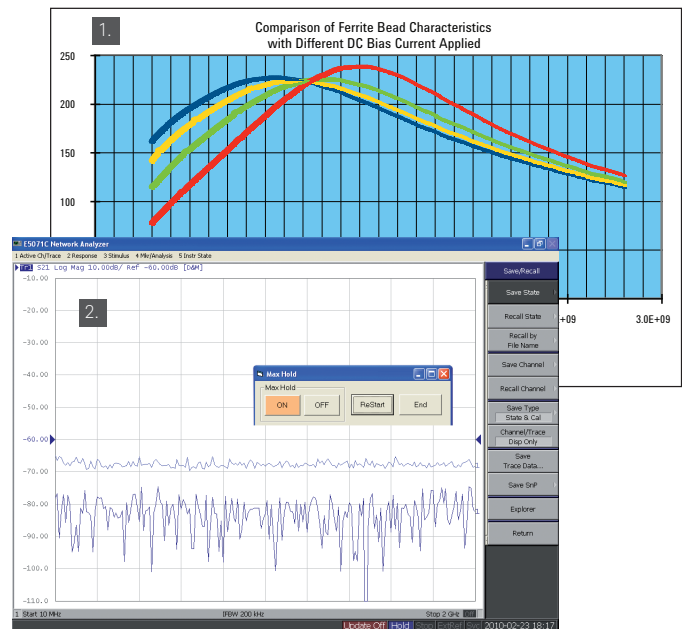 1.
Comparison of Ferrite Bead Characteristics
with Different DC Bias Current Applied
250
200
150
100
+09
3.0E+09
E5071C Network Analyzer
1 Active Ch/Trace 2 Response 3 Stimulus 4 Mkr/Analysis 5 Instr State
Tr1 S21 Log Mag 10.00dB/ Ref -60.00dB [D&M]
-10.00
2.
-20.00
-30.00
-40.00
-50.00
-60.00
-70.00
-80.00
-90.00
-100.0
-110.0
1
1
Max Hold
Max Hold
ON
OFF
ReStart
End
Save/Recall
Save State
Recall State
Recall by
File Name
Save Channel
Recall Channel
Save Type
State & Cal
Channel/Trace
Disp Only
Save
Trace Data...
Save SnP
Explorer
Return
1 Start 10 MHz
IFBW 200 kHz
Stop 2 GHz Off
Update Off Hold Stop ExtRef Svc 2010-02-23 18:17